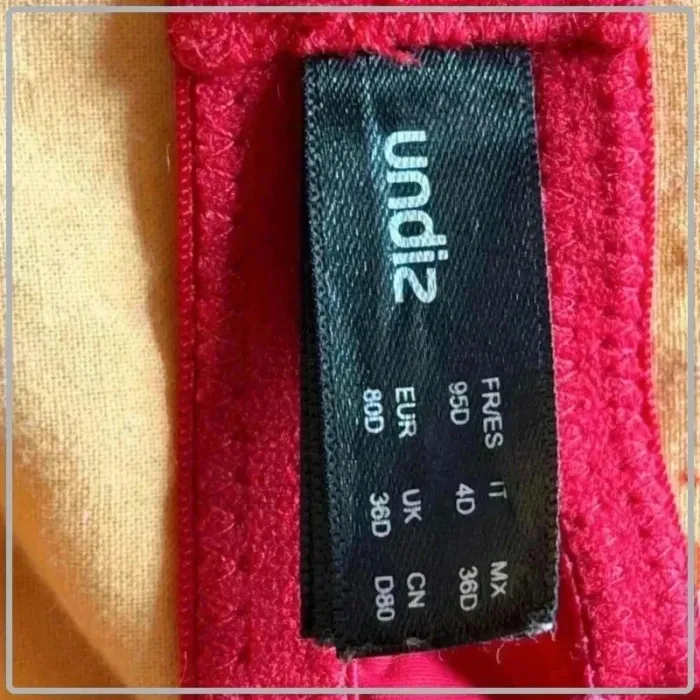 undiz
FR/ES IT MX
95D 4D 36D
EUR UK CN
80D 36D D80